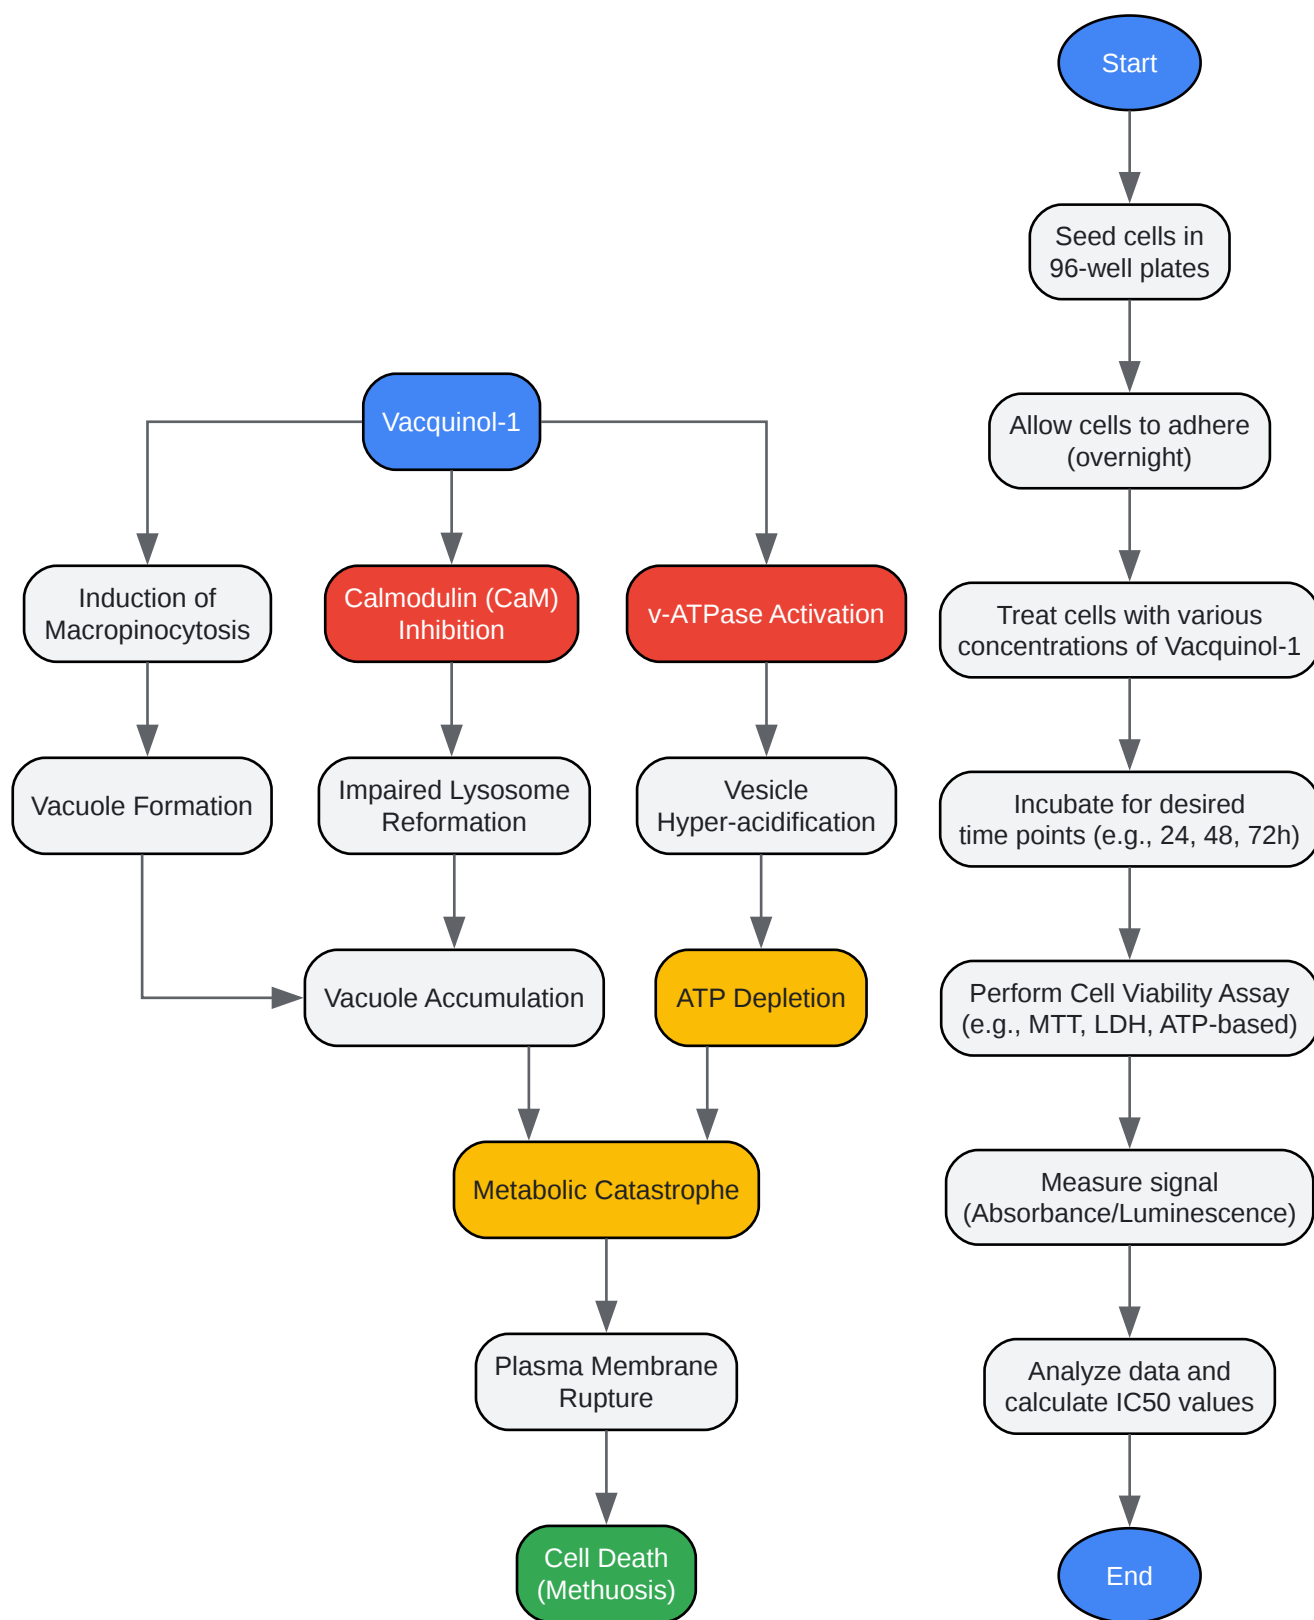 Vacquinol-1
Induction of
Macropinocytosis
Calmodulin (CaM)
Inhibition
v-ATPase Activation
Vacuole Formation
Impaired Lysosome
Reformation
Vesicle
Hyper-acidification
Vacuole Accumulation
ATP Depletion
Metabolic Catastrophe
Plasma Membrane
Rupture
Cell Death
(Methuosis)
Start
Seed cells in
96-well plates
Allow cells to adhere
(overnight)
Treat cells with various
concentrations of Vacquinol-1
Incubate for desired
time points (e.g., 24, 48, 72h)
Perform Cell Viability Assay
(e.g., MTT, LDH, ATP-based)
Measure signal
(Absorbance/Luminescence)
Analyze data and
calculate IC50 values
End